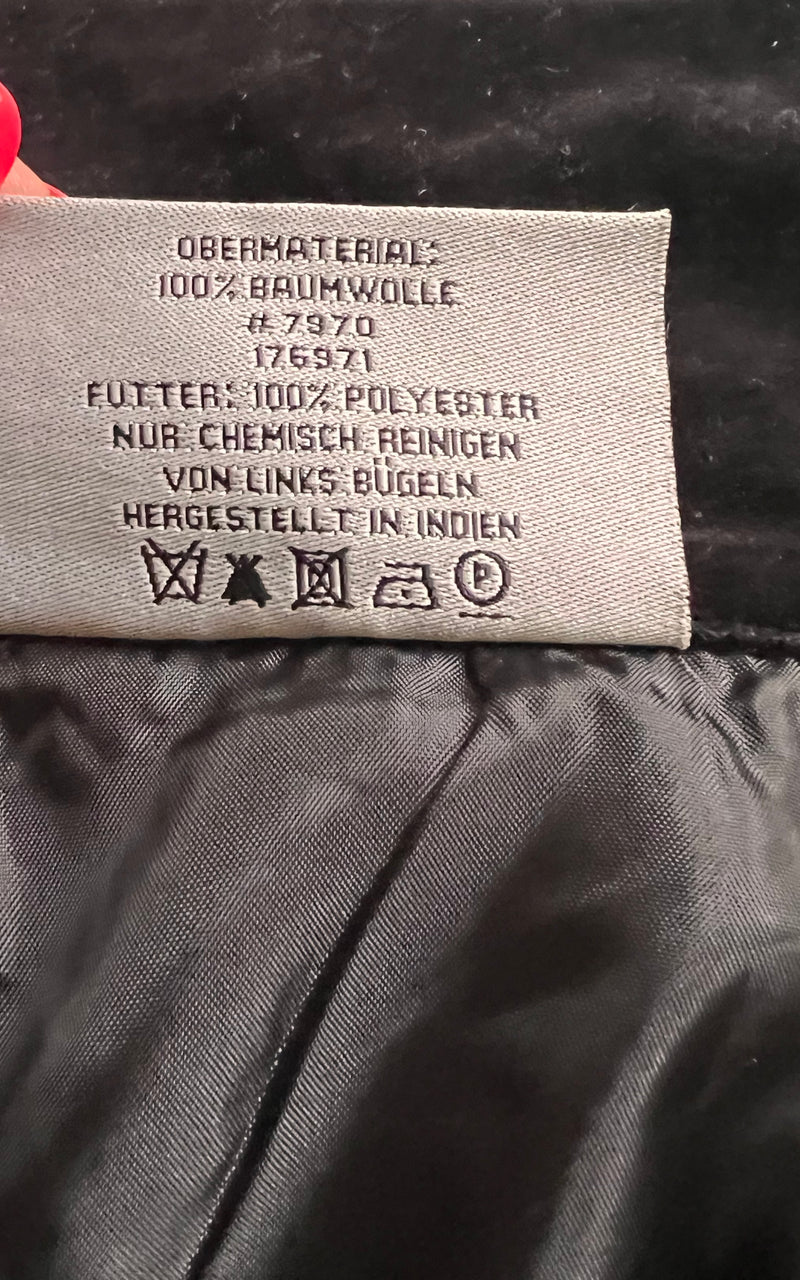 OBERMATERIAL:
100% BAUMWOLLE
# 7970
176971
FUTTER: 100% POLYESTER
NUR CHEMISCH REINIGEN
VON LINKS BÜGELN
HERGESTELLT IN INDIEN
P